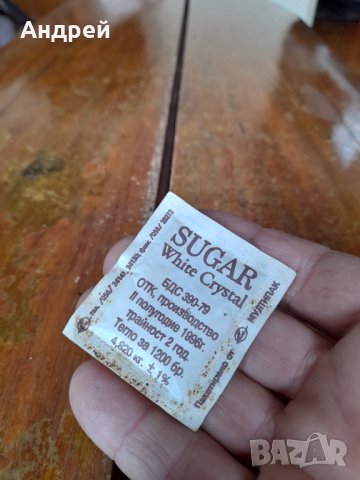 Андрей
SUGAR
White Crystal
БДС 390-79
ОТК производство
II полугодие 1996г.
трайност 2 год.
Тегло за 1200 бр.
4,820 кг. ± 1%
BAZAR